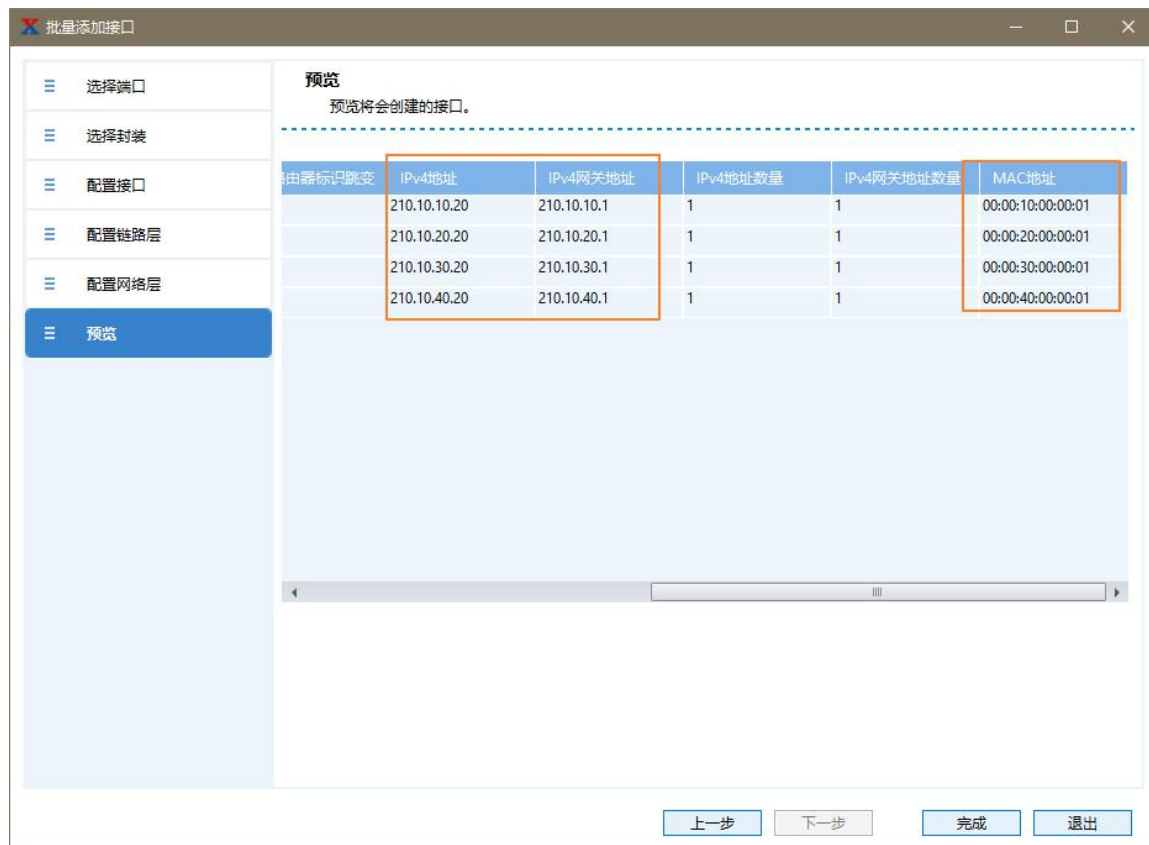 批量添加接口
选择端口
选择封装
配置接口
配置链路层
配置网络层
预览
预览
预览将会创建的接口。
由器标识跳变 IPv4地址 IPv4网关地址 IPv4地址数量 IPv4网关地址数量 MAC地址
210.10.10.20 210.10.10.1 1 1 00:00:10:00:00:01
210.10.20.20 210.10.20.1 1 1 00:00:20:00:00:01
210.10.30.20 210.10.30.1 1 1 00:00:30:00:00:01
210.10.40.20 210.10.40.1 1 1 00:00:40:00:00:01
上一步 下一步 完成 退出